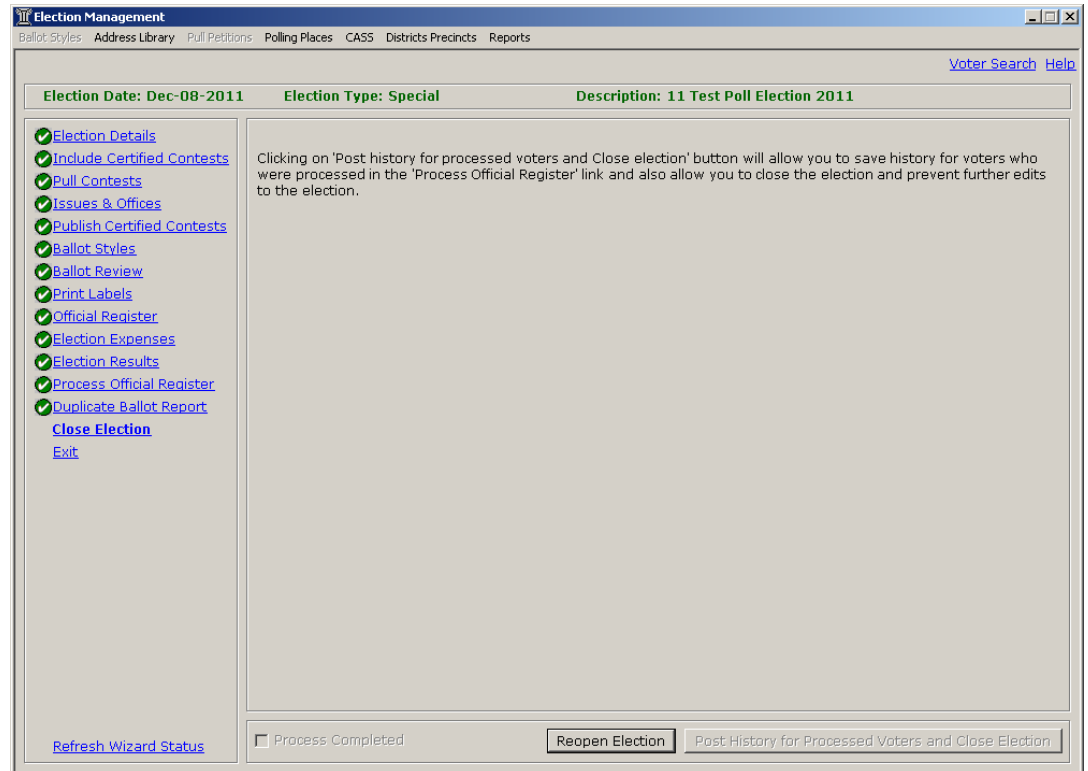 Election Management
Ballot Styles Address Library Pull Petitions Polling Places CASS Districts Precincts Reports
Voter Search Help
Election Date: Dec-08-2011 Election Type: Special Description: 11 Test Poll Election 2011
Election Details
Include Certified Contests
Pull Contests
Issues & Offices
Publish Certified Contests
Ballot Styles
Ballot Review
Print Labels
Official Register
Election Expenses
Election Results
Process Official Register
Duplicate Ballot Report
Close Election
Exit
Refresh Wizard Status
Clicking on 'Post history for processed voters and Close election' button will allow you to save history for voters who
were processed in the 'Process Official Register' link and also allow you to close the election and prevent further edits
to the election.
Process Completed
Reopen Election
Post History for Processed Voters and Close Election